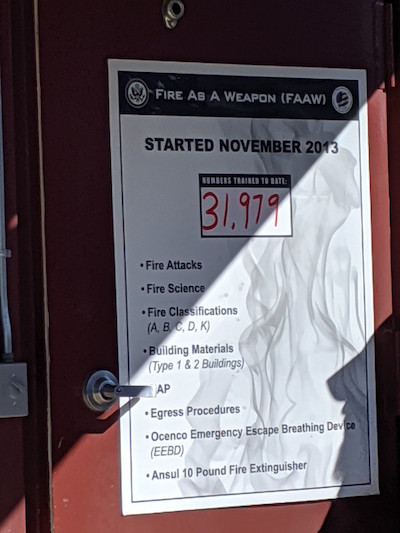 FIRE AS A WEAPON (FAAW)
STARTED NOVEMBER 2013
NUMBERS TRAINED TO DATE:
31,979
• Fire Attacks
• Fire Science
• Fire Classifications
(A, B, C, D, K)
• Building Materials
(Type 1 & 2 Buildings)
AP
• Egress Procedures
• Ocenco Emergency Escape Breathing Device
(EEBD)
• Ansul 10 Pound Fire Extinguisher